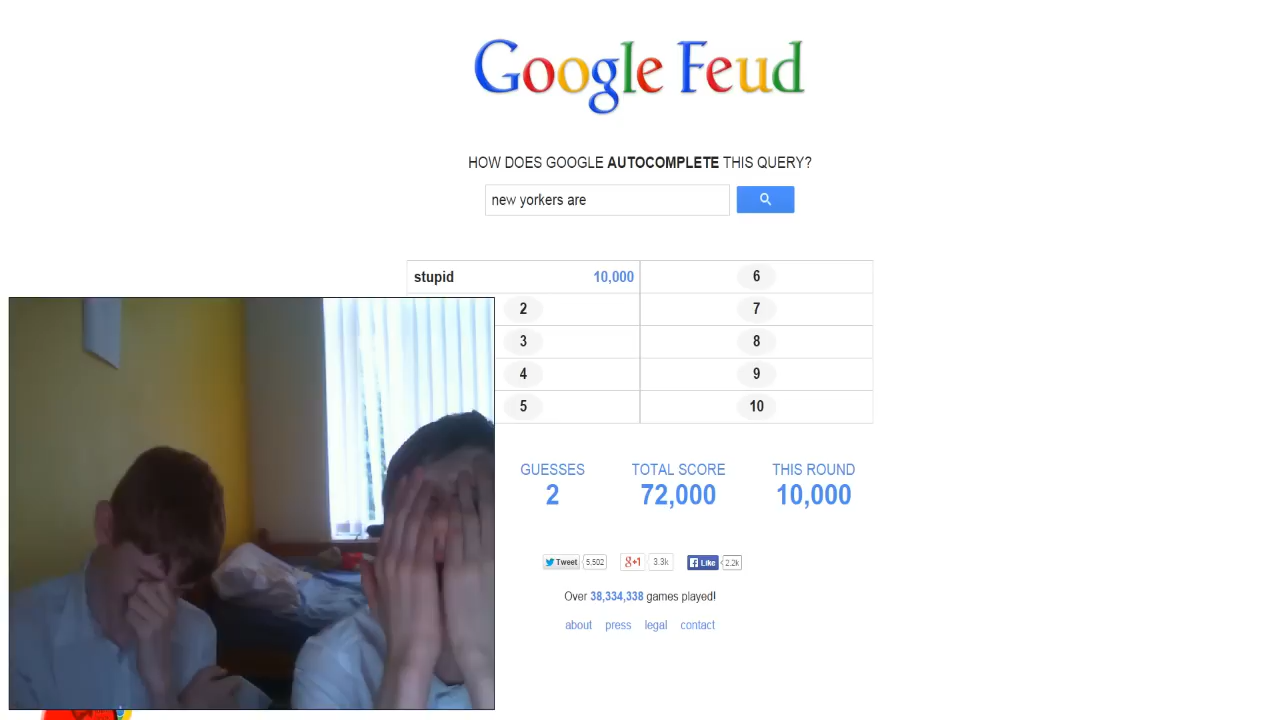 Google Feud
HOW DOES GOOGLE AUTOCOMPLETE THIS QUERY?
new yorkers are
stupid 10,000 6
2 7
3 8
4 9
5 10
GUESSES TOTAL SCORE THIS ROUND
2 72,000 10,000
Tweet 5,502 g+1 3.3k Like 2.2k
Over 38,334,338 games played!
about press legal contact